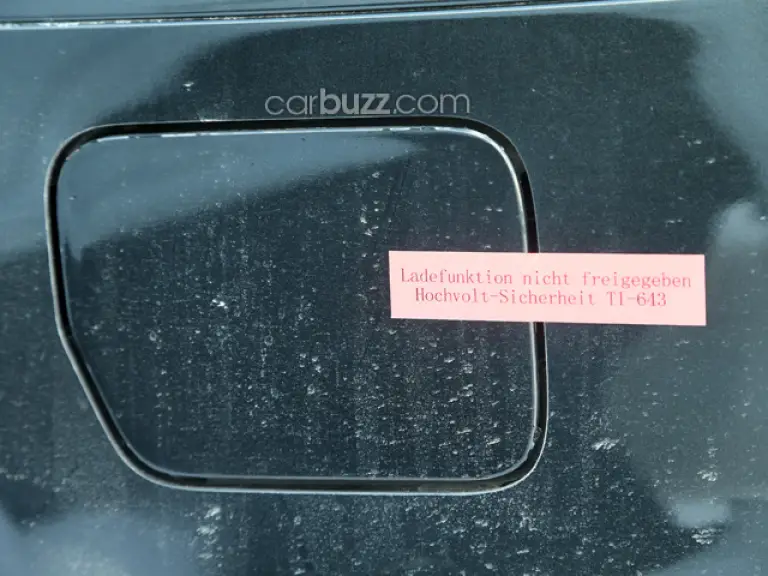 carbuzz.com
Ladefunktion nicht freigegeben
Hochvolt-Sicherheit TI-643